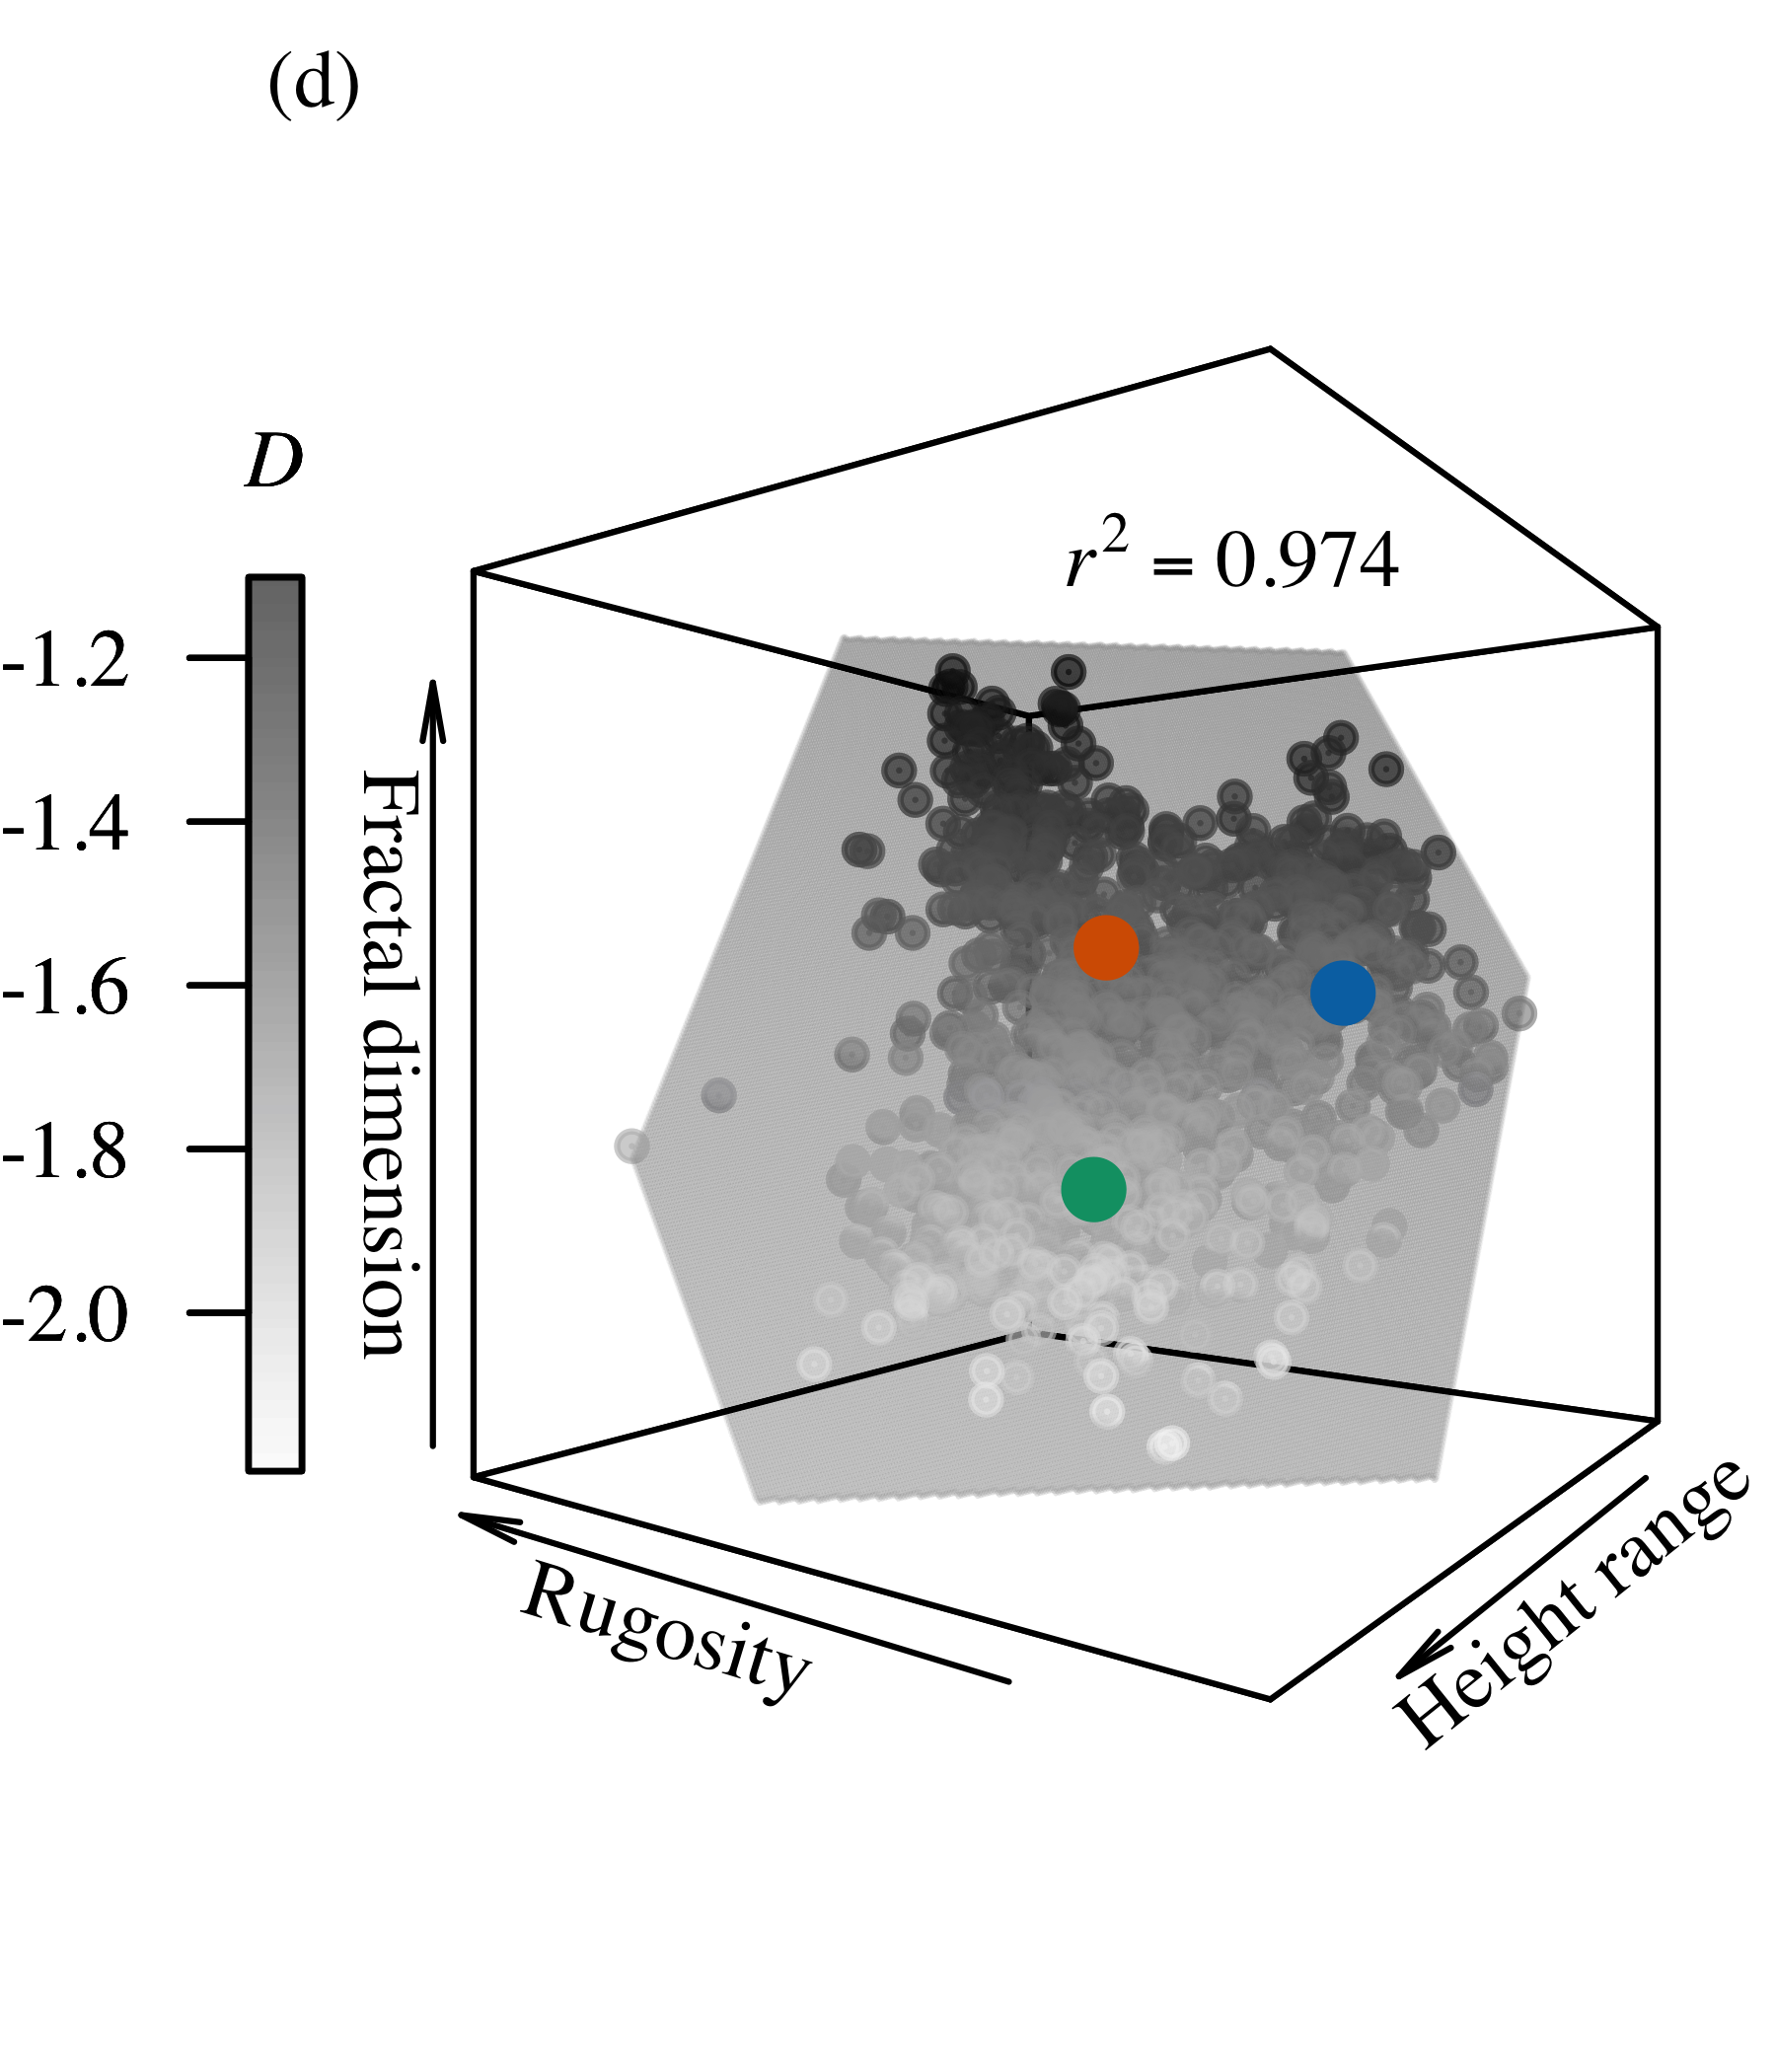 (d)
D
r² = 0.974
-1.2
-1.4
-1.6
-1.8
-2.0
Fractal dimension
Rugosity
Height range